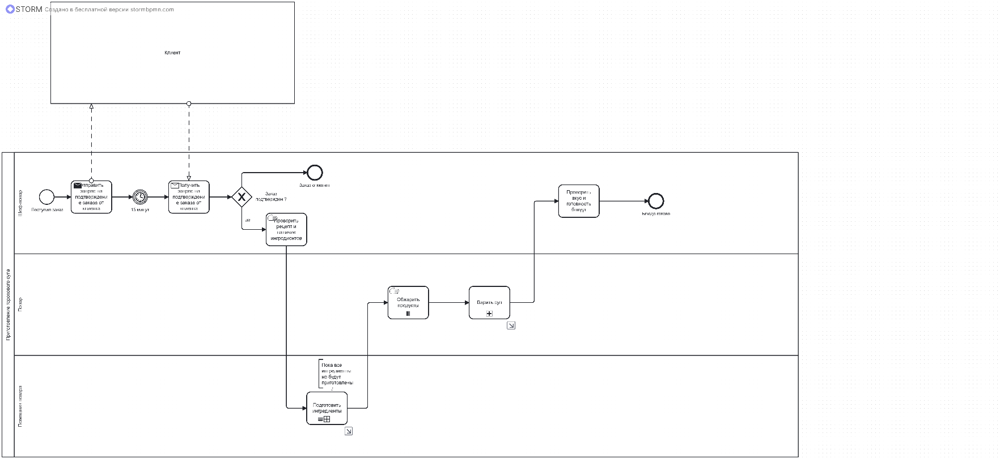 STORM Создано в бесплатной версии stormbpmn.com
Клиент
Приготовление горохового супа
Шеф-повар
Поступил заказ
Отправить
запрос на
подтверждени
е заказа от
клиента
15 минут
Получить
запрос на
подтверждени
е заказа от
клиента
Заказ
подтвержден ?
Заказ отменен
да
Проверить
рецепт и
наличие
ингредиентов
Проверить
вкус и
готовность
блюда
Блюдо готово
Повар
Обжарить
продукты
Варить суп
Помошник повара
Пока все
ингредиенты
не будут
приготовлены
Подготовить
ингредиенты